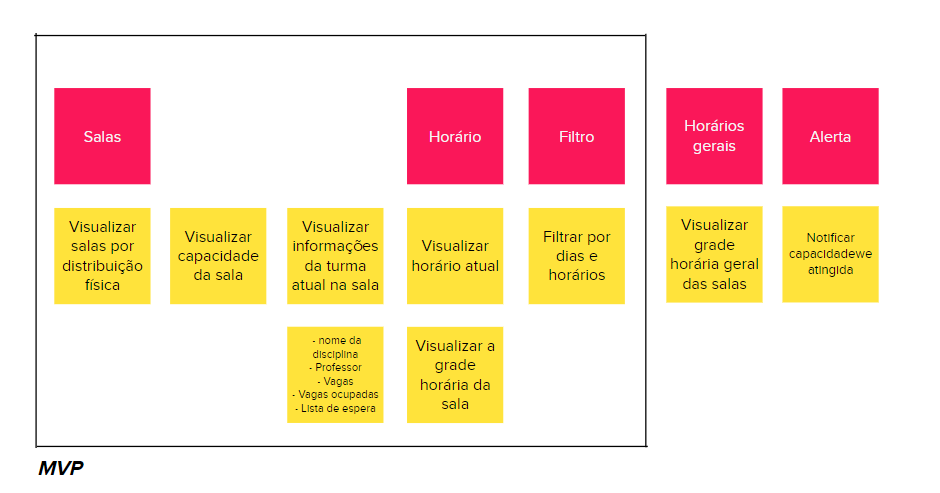 Salas
Horário
Filtro
Horários
gerais
Alerta
Visualizar
salas por
distribuição
física
Visualizar
capacidade
da sala
Visualizar
informações
da turma
atual na sala
Visualizar
horário atual
Filtrar por
dias e
horários
Visualizar
grade
horária geral
das salas
Notificar
capacidadewe
atingida
- nome da
disciplina
- Professor
- Vagas
- Vagas ocupadas
- Lista de espera
Visualizar a
grade
horária da
sala
MVP